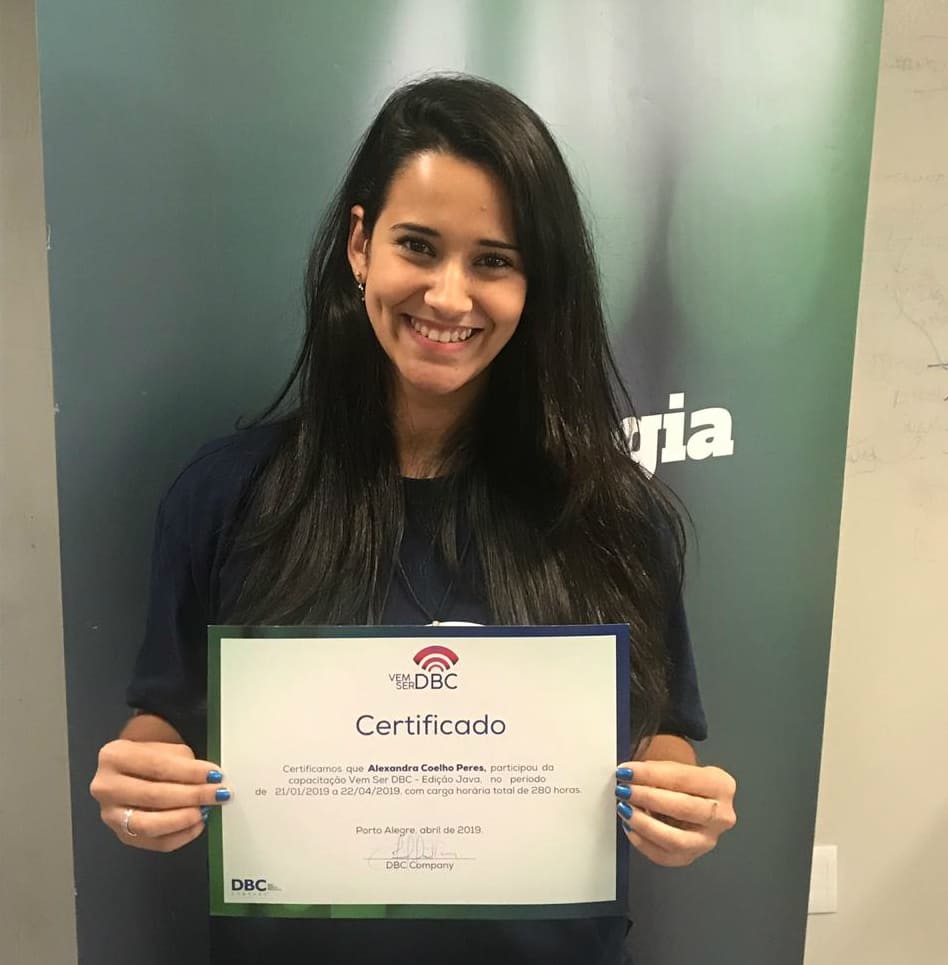 gia
VEM
SER DBC
Certificado
Certificamos que Alexandra Coelho Peres, participou da
capacitação Vem Ser DBC - Edição Java, no periodo
de 21/01/2019 a 22/04/2019, com carga horária total de 280 horas.
Porto Alegre, abril de 2019.
DBC Company
DBC
COMPANY